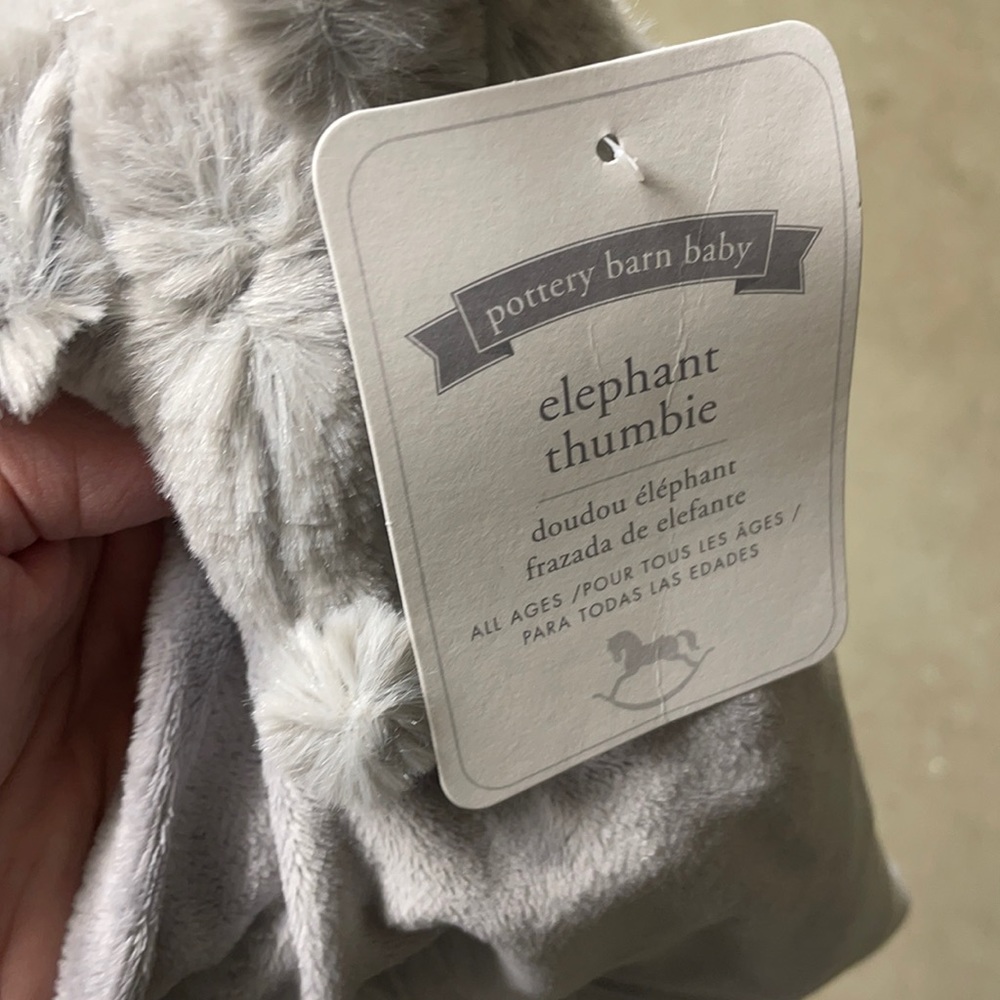 pottery barn baby
elephant
thumbie
doudou éléphant
frazada de elefante
ALL AGES /POUR TOUS LES ÂGES /
PARA TODAS LAS EDADES